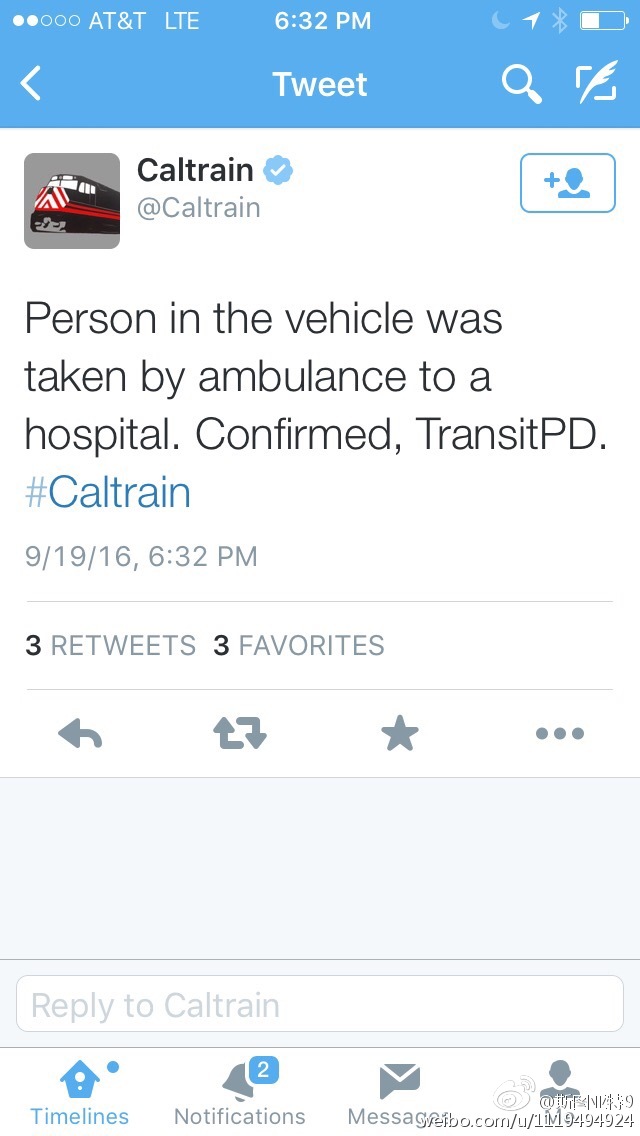 AT&T LTE 6:32 PM
Tweet
Caltrain
@Caltrain
Person in the vehicle was
taken by ambulance to a
hospital. Confirmed, TransitPD.
#Caltrain
9/19/16, 6:32 PM
3 RETWEETS 3 FAVORITES
Reply to Caltrain
2
Timelines Notifications Messages
weibo.com/u/1119494924